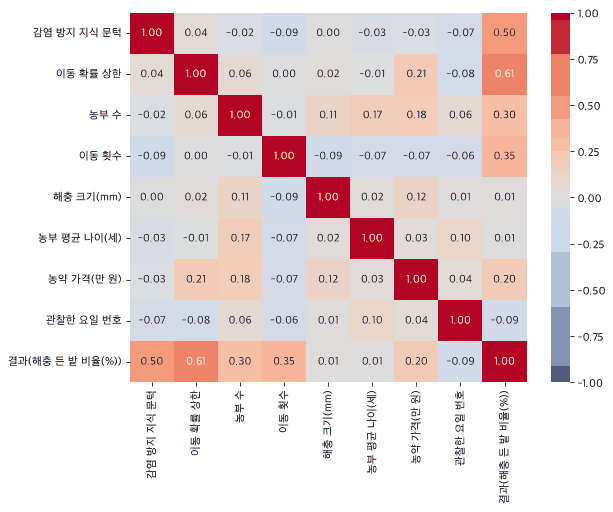 감염 방지 지식 문턱 1.00 0.04 -0.02 -0.09 0.00 -0.03 -0.03 -0.07 0.50
이동 확률 상한 0.04 1.00 0.06 0.00 0.02 -0.01 0.21 -0.08 0.61
농부 수 -0.02 0.06 1.00 -0.01 0.11 0.17 0.18 0.06 0.30
이동 횟수 -0.09 0.00 -0.01 1.00 -0.09 -0.07 -0.07 -0.06 0.35
해충 크기(mm) 0.00 0.02 0.11 -0.09 1.00 0.02 0.12 0.01 0.01
농부 평균 나이(세) -0.03 -0.01 0.17 -0.07 0.02 1.00 0.03 0.10 0.01
농약 가격(만 원) -0.03 0.21 0.18 -0.07 0.12 0.03 1.00 0.04 0.20
관찰한 요일 번호 -0.07 -0.08 0.06 -0.06 0.01 0.10 0.04 1.00 -0.09
결과(해충 든 밭 비율(%)) 0.50 0.61 0.30 0.35 0.01 0.01 0.20 -0.09 1.00
감염 방지 지식 문턱
이동 확률 상한
농부 수
이동 횟수
해충 크기(mm)
농부 평균 나이(세)
농약 가격(만 원)
관찰한 요일 번호
결과(해충 든 밭 비율(%))
1.00
0.75
0.50
0.25
0.00
-0.25
-0.50
-0.75
-1.00